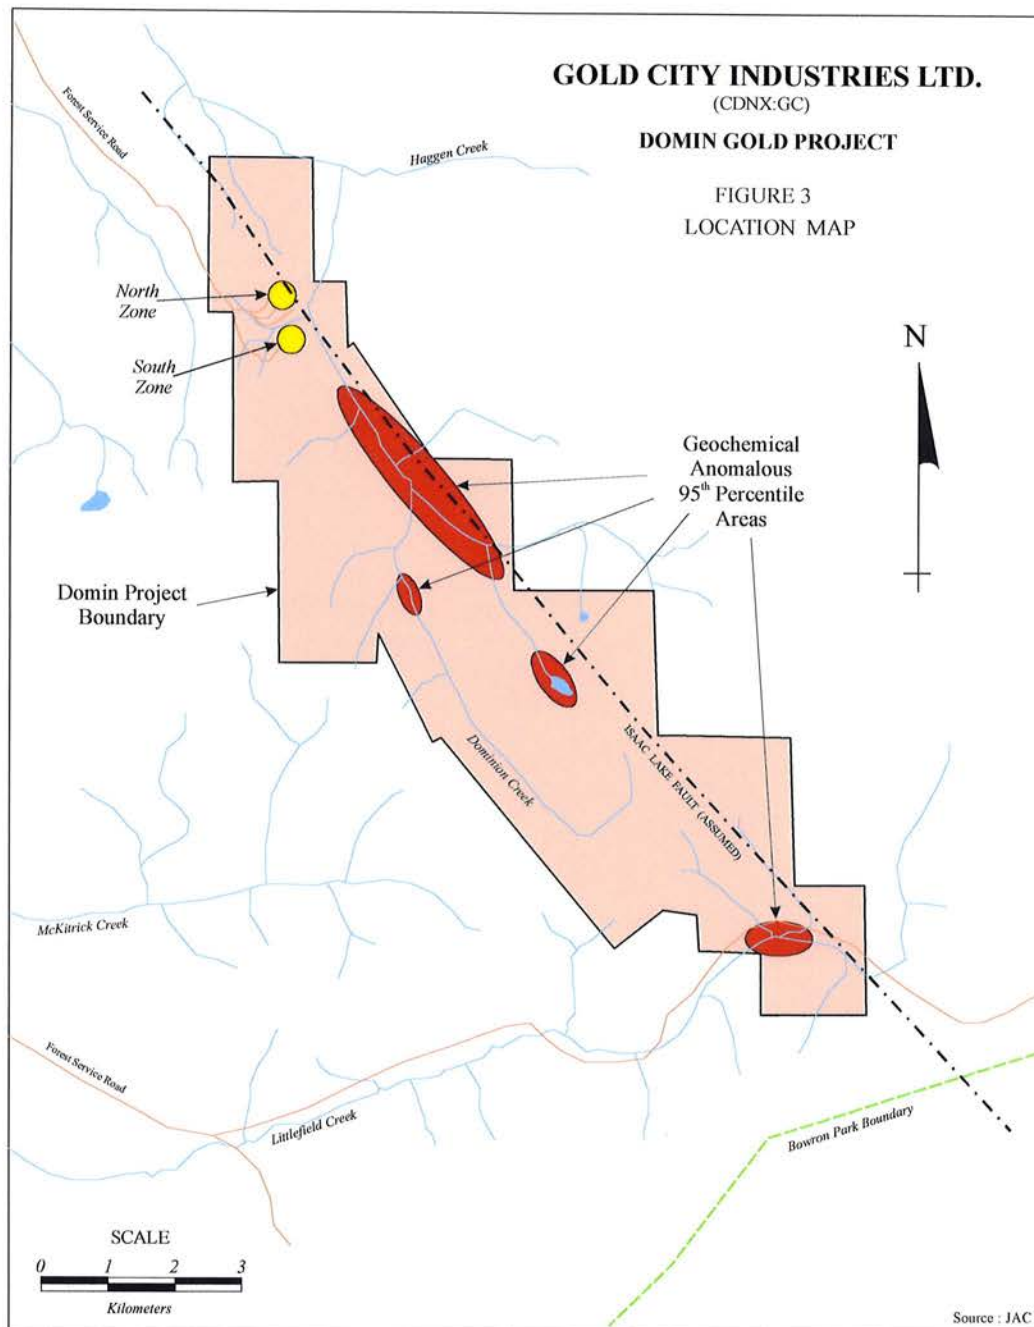 GOLD CITY INDUSTRIES LTD.
(CDNX:GC)
DOMIN GOLD PROJECT
FIGURE 3
LOCATION MAP
Forest Service Road
Haggen Creek
North
Zone
South
Zone
N
Geochemical
Anomalous
95th Percentile
Areas
Domin Project
Boundary
Dominion Creek
ISAAC LAKE FAULT (ASSUMED)
McKitrick Creek
Forest Service Road
Littlefield Creek
Bowron Park Boundary
SCALE
0 1 2 3
Kilometers
Source : JAC